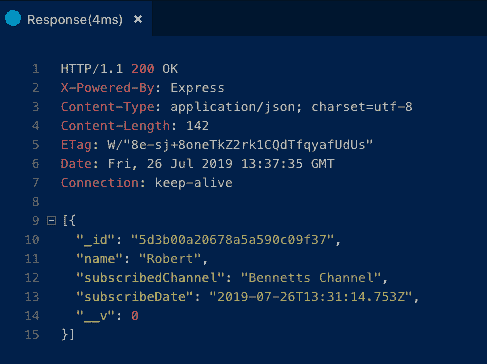 Response(4ms) ×
1 HTTP/1.1 200 OK
2 X-Powered-By: Express
3 Content-Type: application/json; charset=utf-8
4 Content-Length: 142
5 ETag: W/"8e-sj+8oneTkZ2rk1CQdTfqyafUdUs"
6 Date: Fri, 26 Jul 2019 13:37:35 GMT
7 Connection: keep-alive
8
9 [{
10 "_id": "5d3b00a20678a5a590c09f37",
11 "name": "Robert",
12 "subscribedChannel": "Bennetts Channel",
13 "subscribeDate": "2019-07-26T13:31:14.753Z",
14 "__v": 0
15 }]